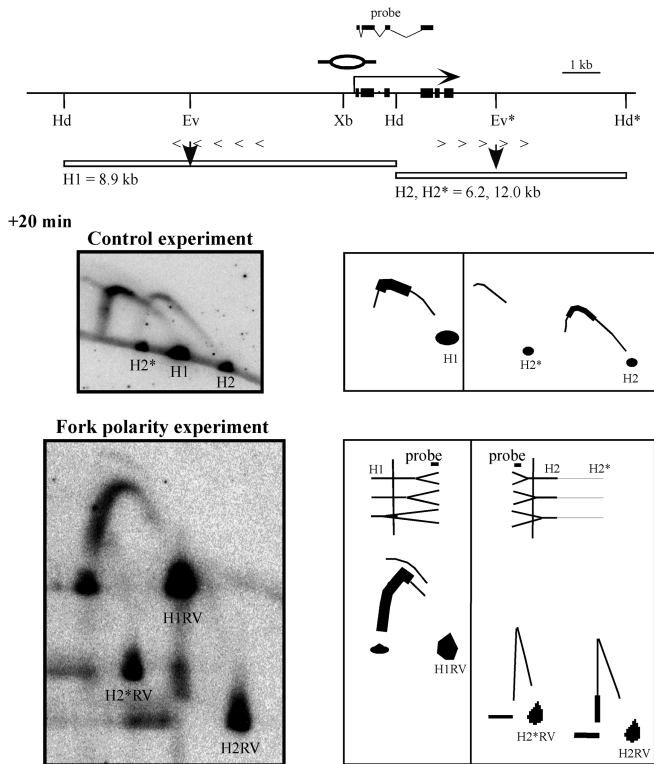 probe
1 kb
Hd Ev Xb Hd Ev* Hd*
< < < < < > > > > >
H1 = 8.9 kb
H2, H2* = 6.2, 12.0 kb
+20 min
Control experiment
H2* H1 H2
H1 H2* H2
Fork polarity experiment
H1RV
H2*RV
H2RV
probe probe
H1 H2 H2*
H1RV
H2*RV H2RV